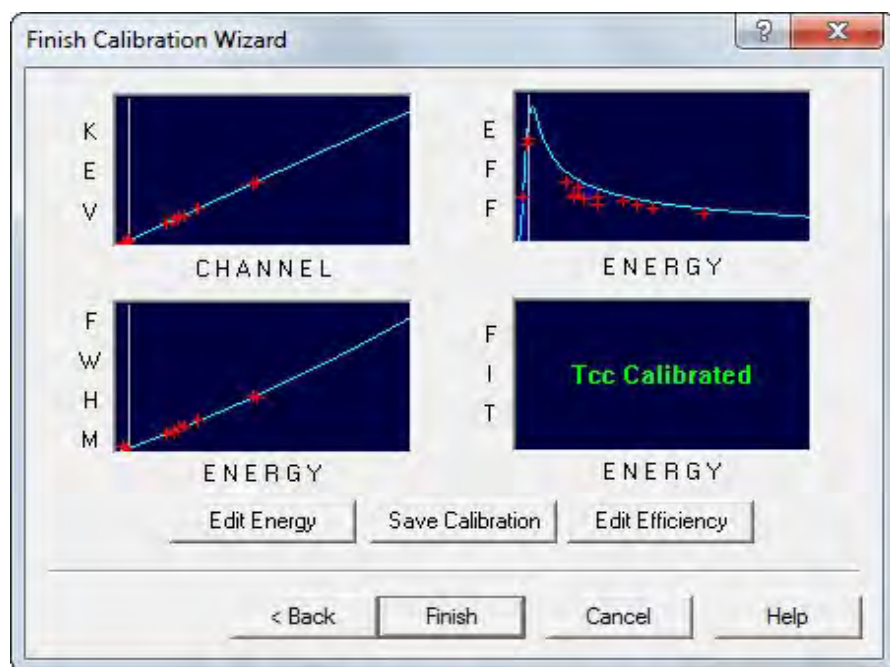 Finish Calibration Wizard
K
E
V
CHANNEL
E
F
F
ENERGY
F
W
H
M
ENERGY
F
I
T
Tcc Calibrated
ENERGY
Edit Energy
Save Calibration
Edit Efficiency
< Back
Finish
Cancel
Help